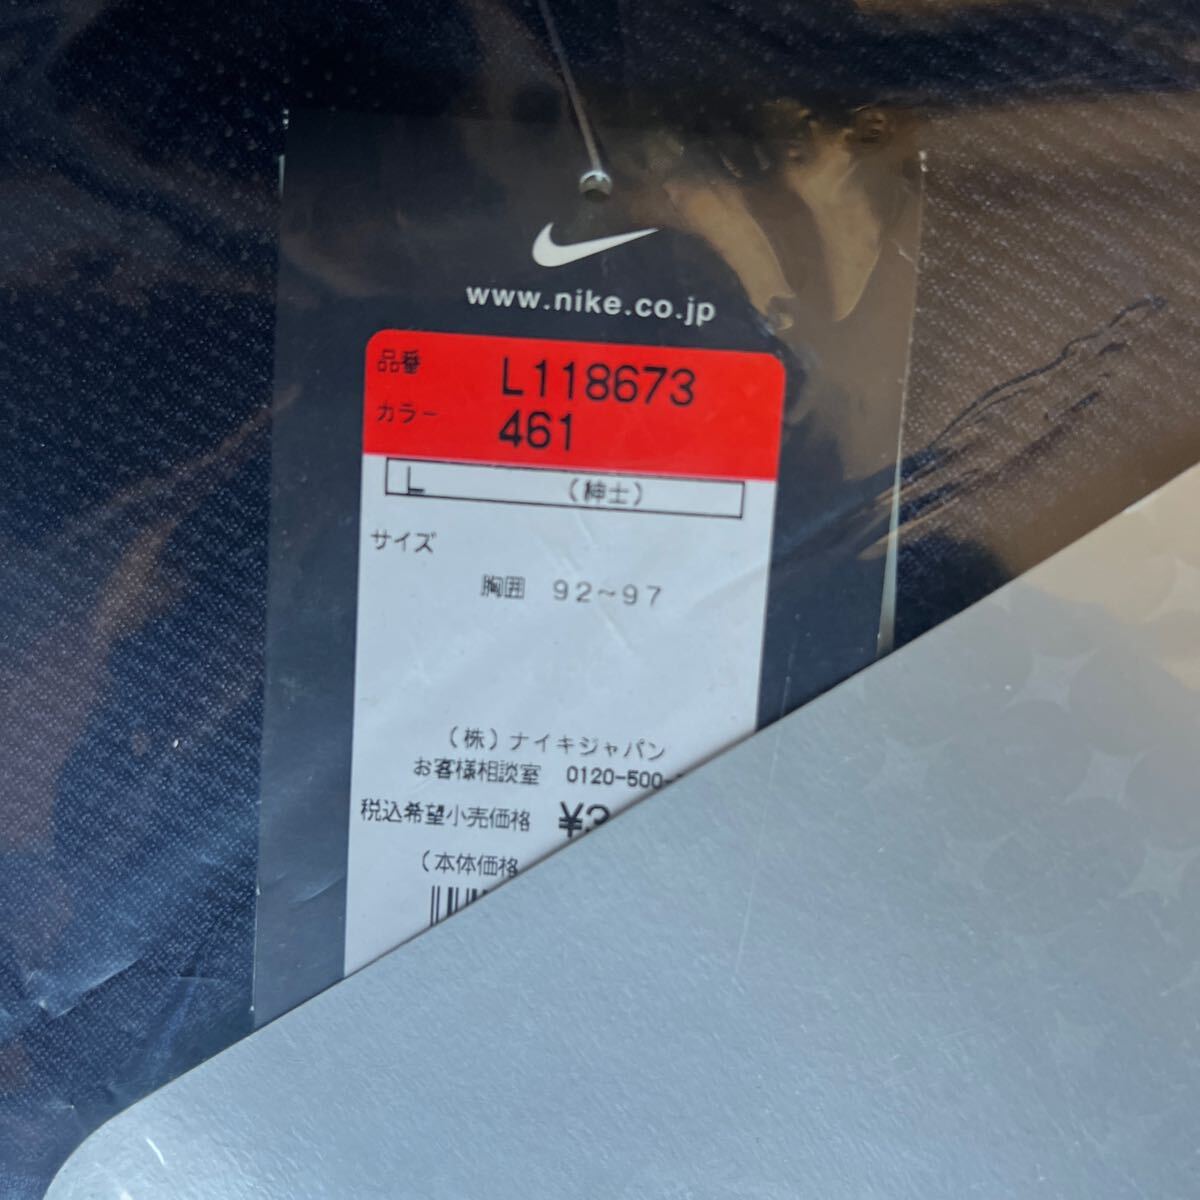 www.nike.co.jp
品番 L118673
カラー 461
L (紳士)
サイズ
胸囲 92~97
(株)ナイキジャパン
お客様相談室 0120-500-
税込希望小売価格 ¥3
(本体価格